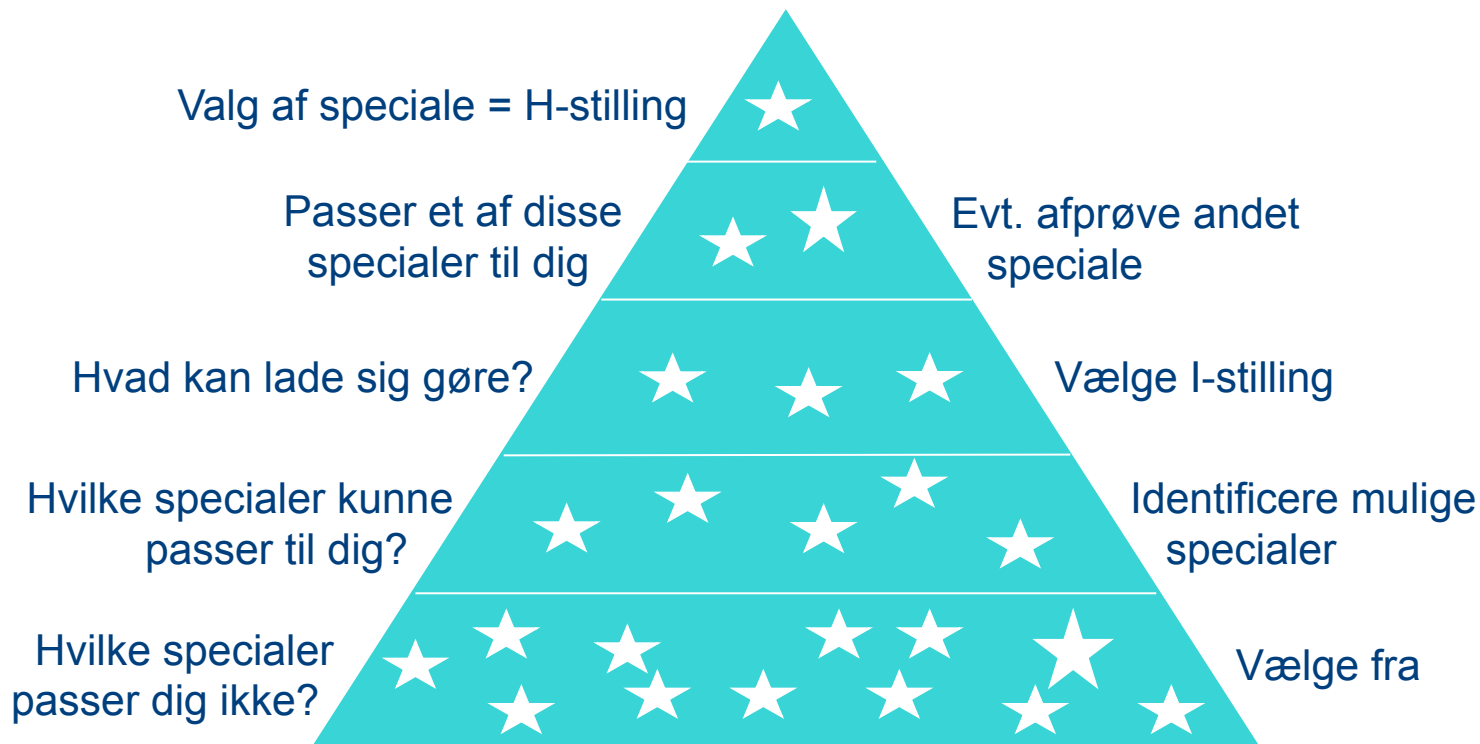 Valg af speciale = H-stilling
Passer et af disse
specialer til dig
Evt. afprøve andet
speciale
Hvad kan lade sig gøre?
Vælge I-stilling
Hvilke specialer kunne
passer til dig?
Identificere mulige
specialer
Hvilke specialer
passer dig ikke?
Vælge fra